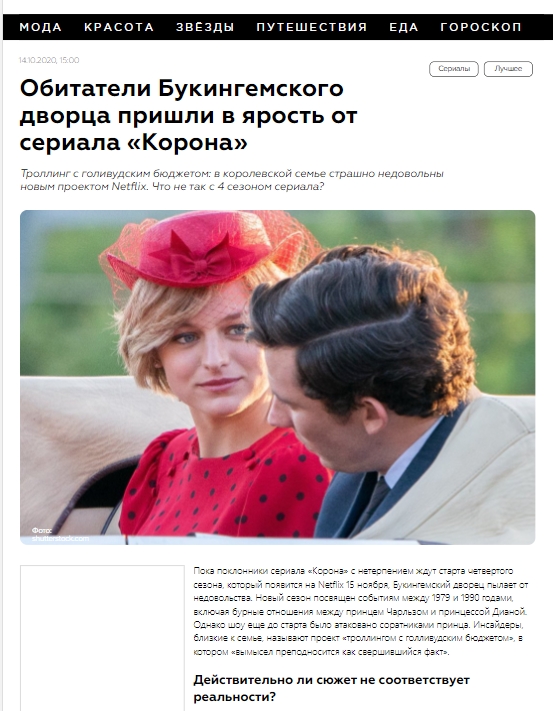 МОДА КРАСОТА ЗВЁЗДЫ ПУТЕШЕСТВИЯ ЕДА ГОРОСКОП
14.10.2020, 15:00
Сериалы Лучшее
Обитатели Букингемского
дворца пришли в ярость от
сериала «Корона»
Троллинг с голивудским бюджетом: в королевской семье страшно недовольны
новым проектом Netflix. Что не так с 4 сезоном сериала?
Фото:
shutterstock.com
Пока поклонники сериала «Корона» с нетерпением ждут старта четвертого
сезона, который появится на Netflix 15 ноября, Букингемский дворец пылает от
недовольства. Новый сезон посвящен событиям между 1979 и 1990 годами,
включая бурные отношения между принцем Чарльзом и принцессой Дианой.
Однако шоу еще до старта было атаковано соратниками принца. Инсайдеры,
близкие к семье, называют проект «троллингом с голливудским бюджетом», в
котором «вымысел преподносится как свершившийся факт».
Действительно ли сюжет не соответствует
реальности?